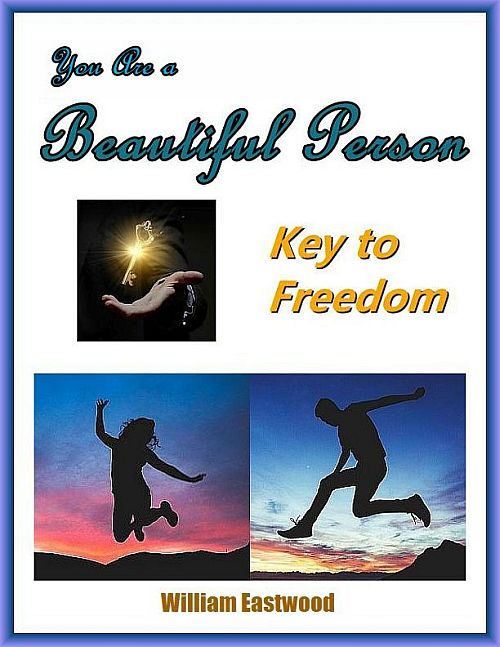 You Are a
Beautiful Person
Key to
Freedom
William Eastwood